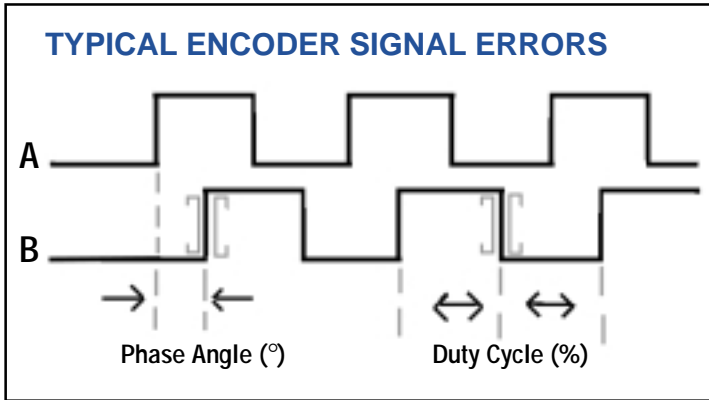 TYPICAL ENCODER SIGNAL ERRORS
A
B
Phase Angle (°)
Duty Cycle (%)